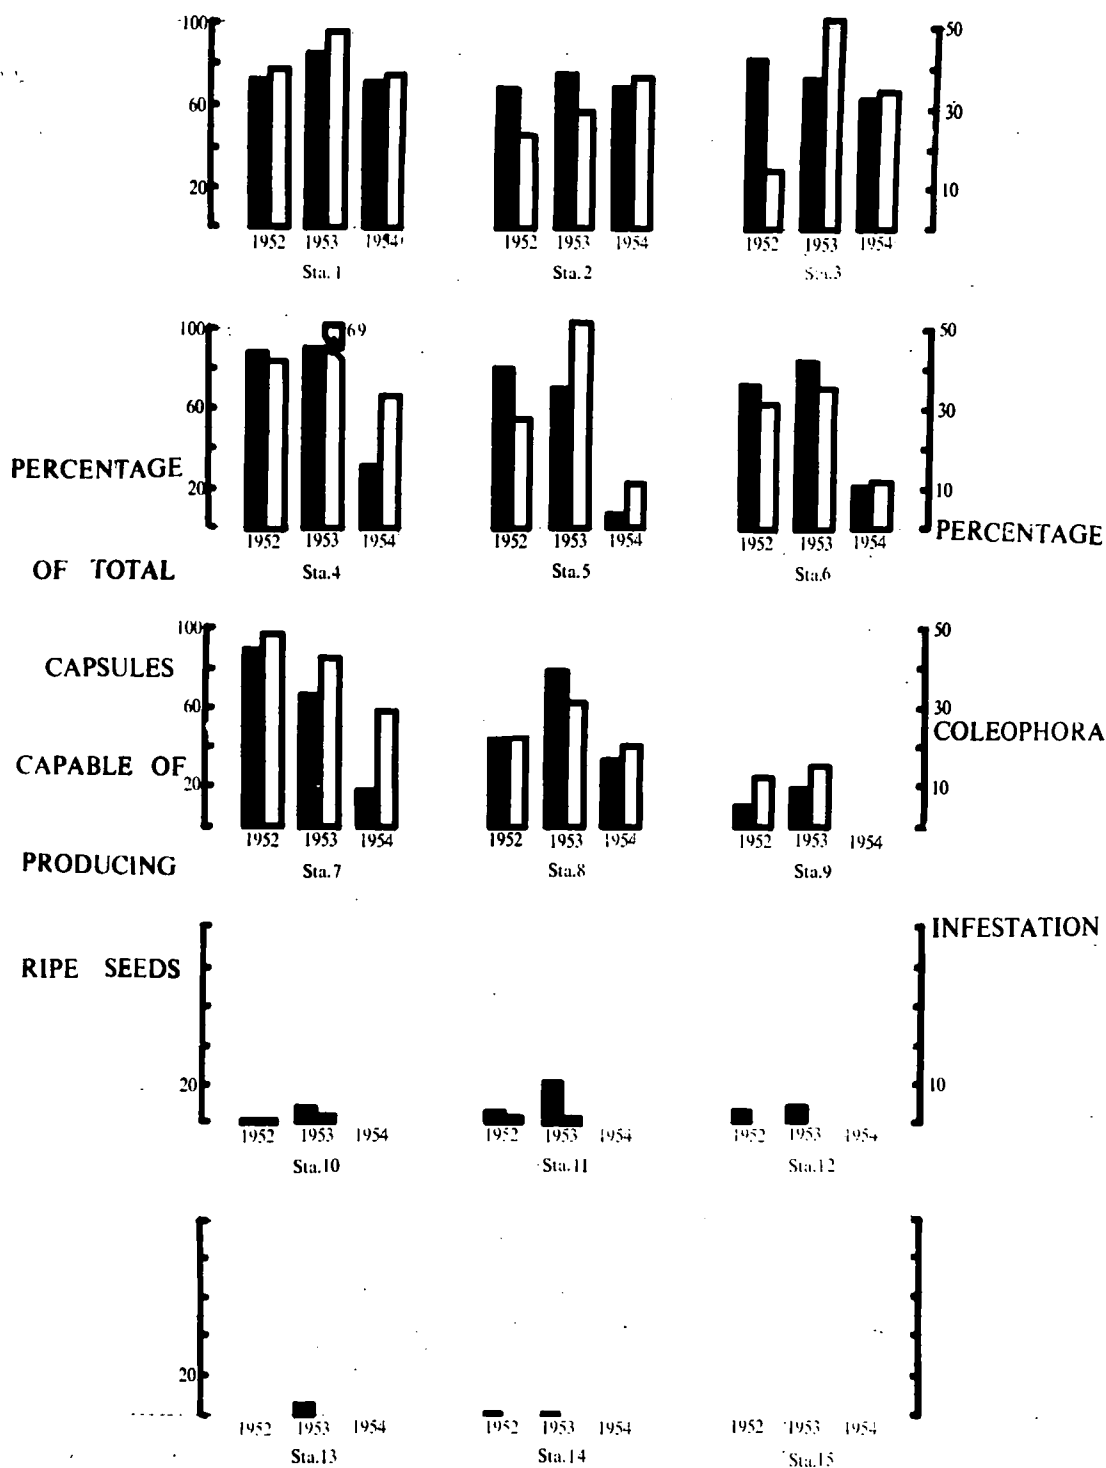 100 50
60 30
20 10
1952 1953 1954 1952 1953 1954 1952 1953 1954
Sta.1 Sta.2 Sta.3
100 69 50
60 30
20 10
1952 1953 1954 1952 1953 1954 1952 1953 1954
Sta.4 Sta.5 Sta.6
100 50
60 30
20 10
1952 1953 1954 1952 1953 1954 1952 1953 1954
Sta.7 Sta.8 Sta.9
20 10
1952 1953 1954 1952 1953 1954 1952 1953 1954
Sta.10 Sta.11 Sta.12
20
1952 1953 1954 1952 1953 1954 1952 1953 1954
Sta.13 Sta.14 Sta.15
PERCENTAGE
OF TOTAL
CAPSULES
CAPABLE OF
PRODUCING
RIPE SEEDS
PERCENTAGE
COLEOPHORA
INFESTATION